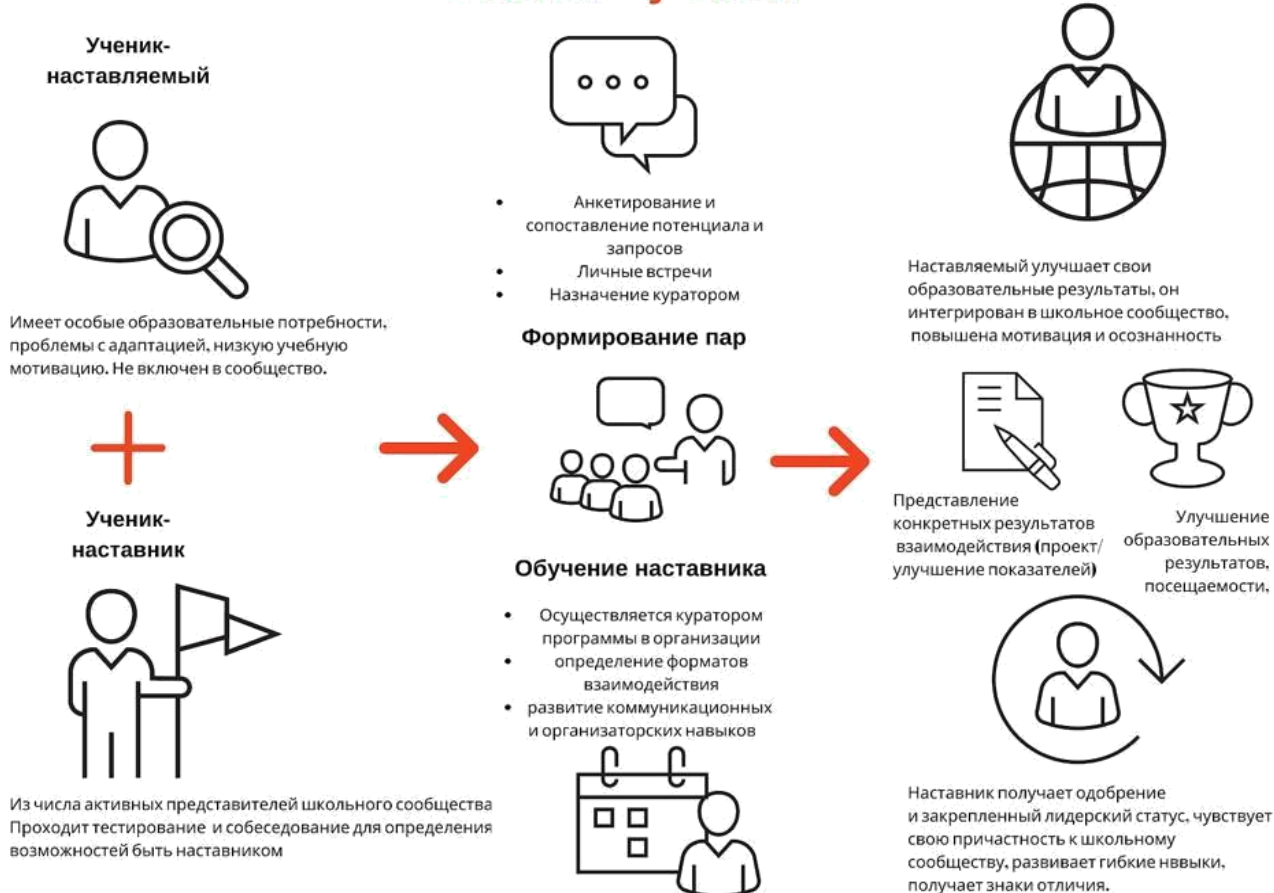 Ученик-
наставляемый
Имеет особые образовательные потребности,
проблемы с адаптацией, низкую учебную
мотивацию. Не включен в сообщество.
Ученик-
наставник
Из числа активных представителей школьного сообщества
Проходит тестирование и собеседование для определения
возможностей быть наставником
• Анкетирование и
сопоставление потенциала и
запросов
• Личные встречи
• Назначение куратором
Формирование пар
Обучение наставника
• Осуществляется куратором
программы в организации
• определение форматов
взаимодействия
• развитие коммуникационных
и организаторских навыков
Наставляемый улучшает свои
образовательные результаты, он
интегрирован в школьное сообщество,
повышена мотивация и осознанность
Представление
конкретных результатов
взаимодействия (проект/
улучшение показателей)
Улучшение
образовательных
результатов,
посещаемости,
Наставник получает одобрение
и закрепленный лидерский статус, чувствует
свою причастность к школьному
сообществу, развивает гибкие нввыки,
получает знаки отличия.